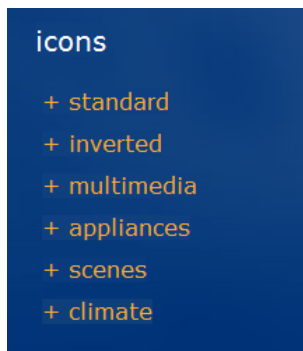 icons
+ standard
+ inverted
+ multimedia
+ appliances
+ scenes
+ climate